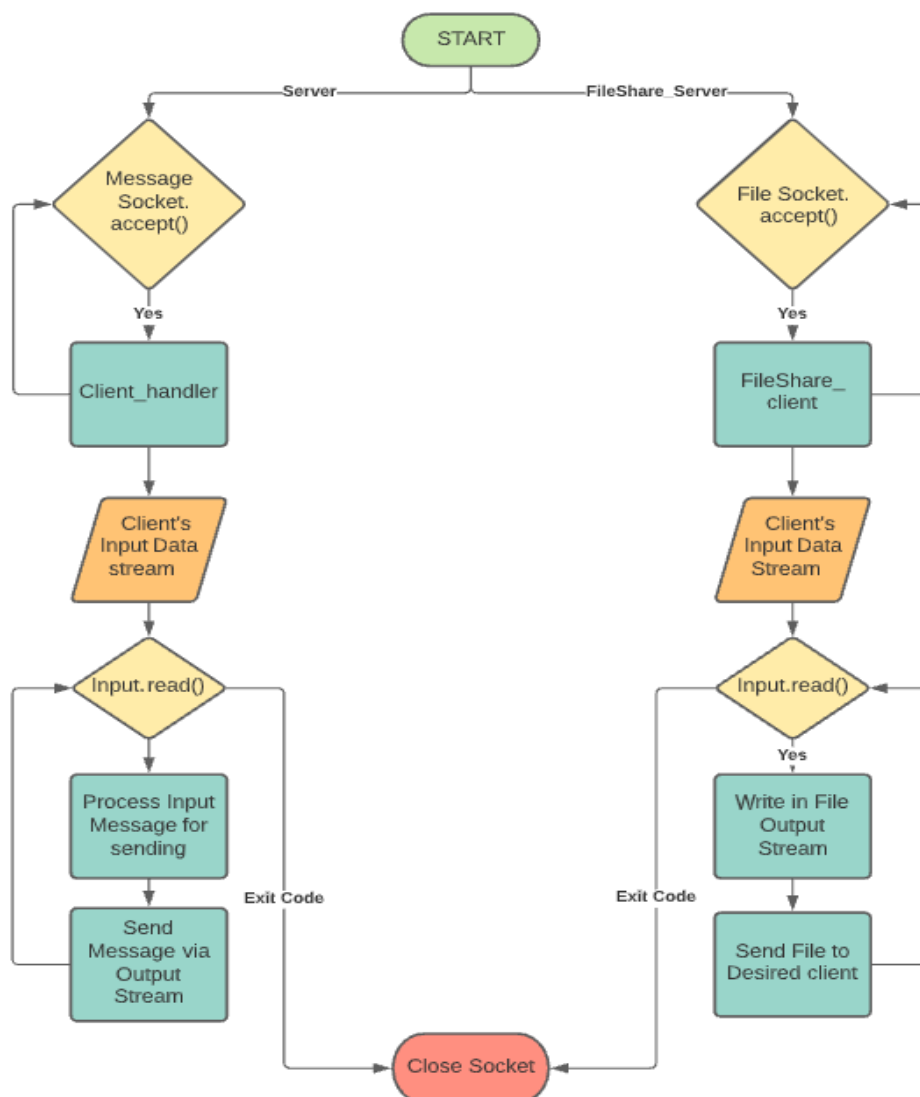 START
Server
FileShare_Server
Message
Socket.
accept()
File Socket.
accept()
Yes
Yes
Client_handler
FileShare_
client
Client's
Input Data
stream
Client's
Input Data
Stream
Input.read()
Input.read()
Yes
Process Input
Message for
sending
Write in File
Output
Stream
Exit Code
Exit Code
Send
Message via
Output
Stream
Send File to
Desired client
Close Socket